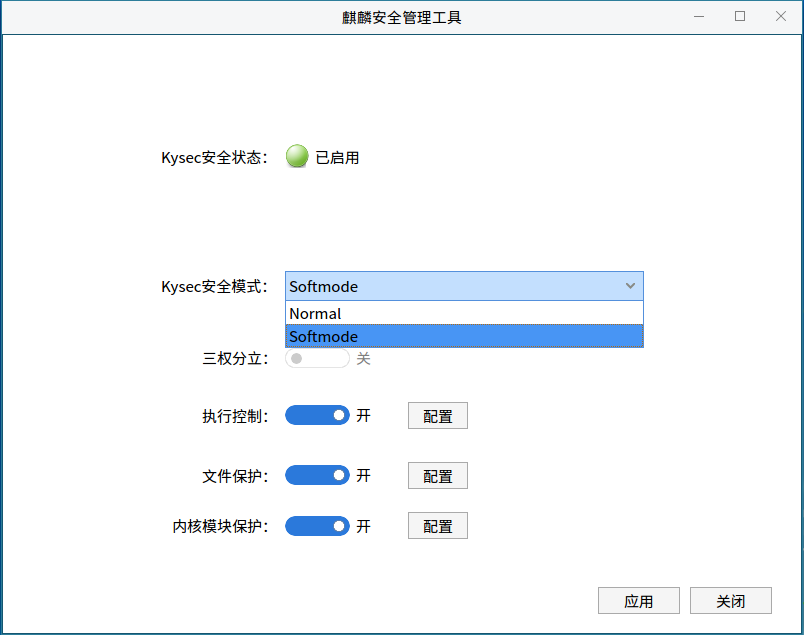 麒麟安全管理工具
Kysec安全状态： 已启用
Kysec安全模式： Softmode
Normal
Softmode
三权分立： 关
执行控制： 开 配置
文件保护： 开 配置
内核模块保护： 开 配置
应用 关闭